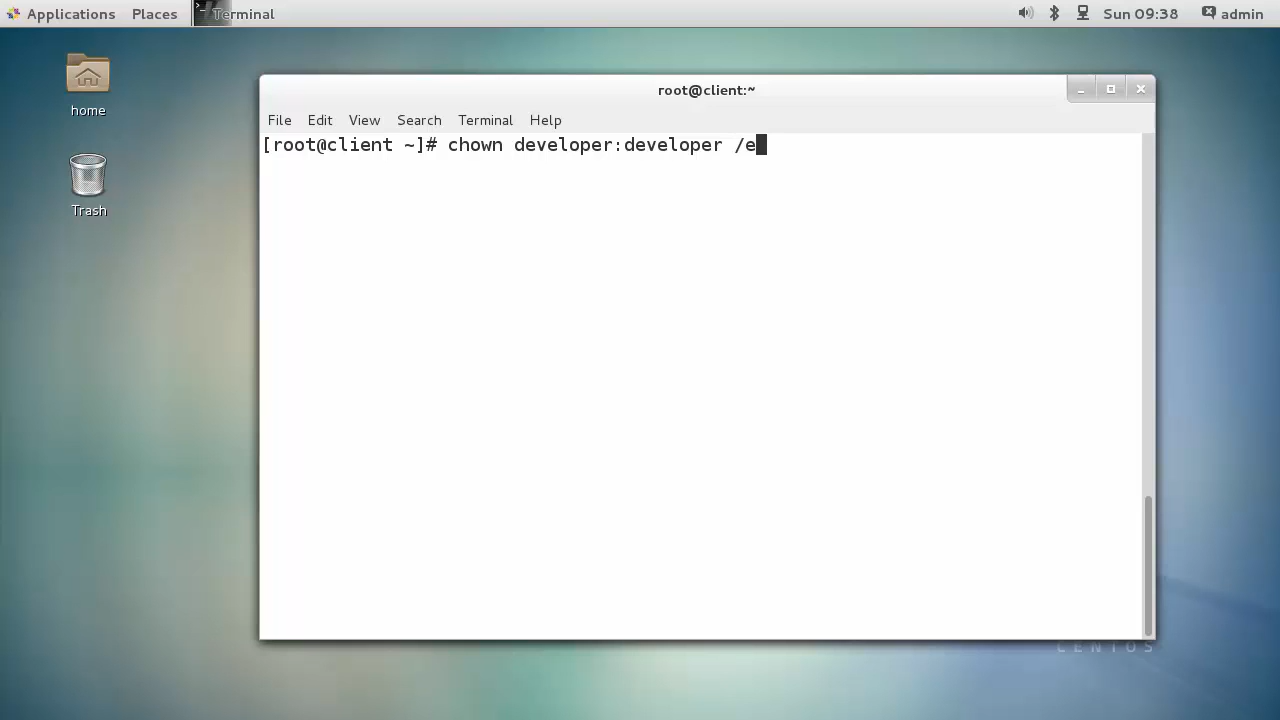 Applications Places Terminal Sun 09:38 admin
home
Trash
root@client:~
File Edit View Search Terminal Help
[root@client ~]# chown developer:developer /e
CENTOS